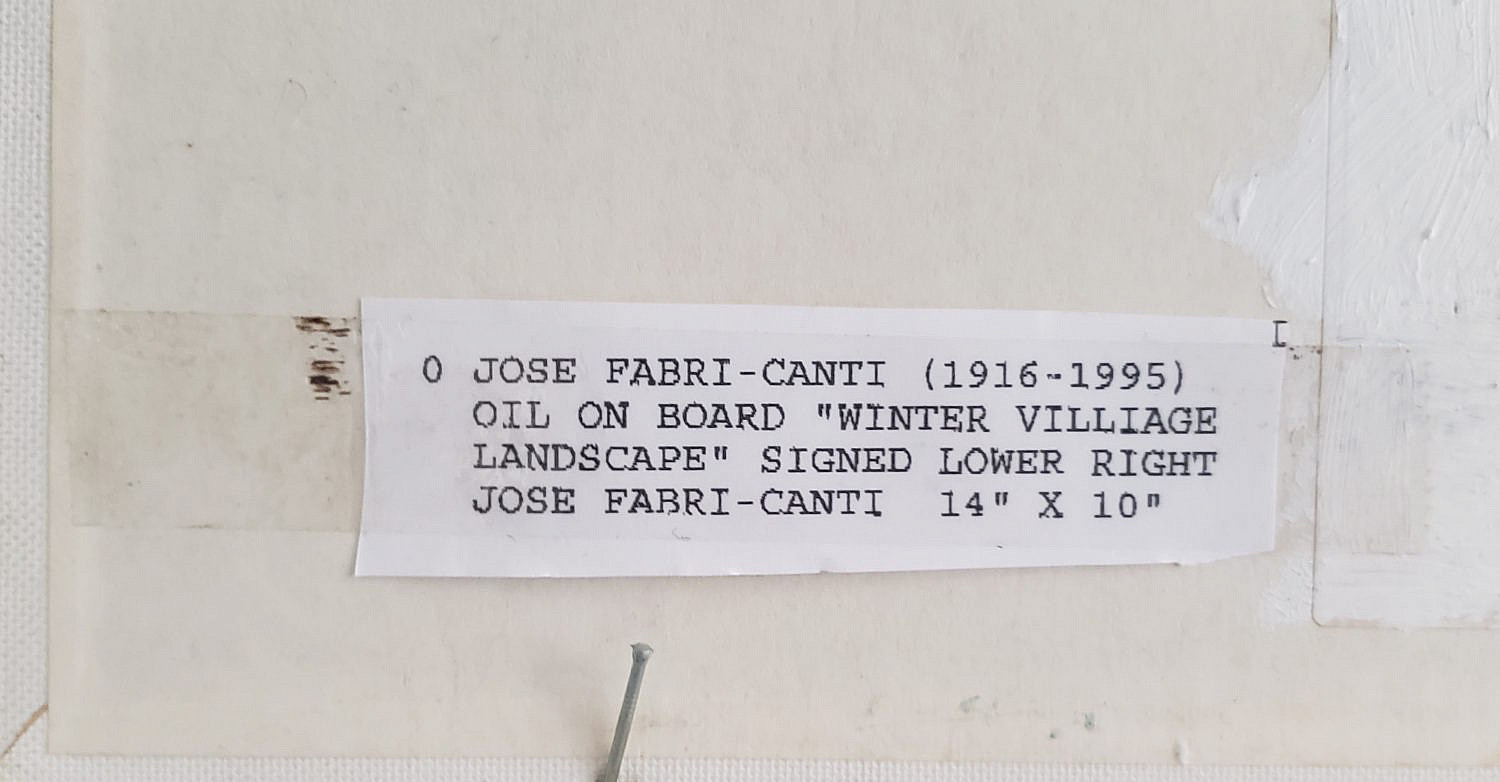 0 JOSE FABRI-CANTI (1916-1995)
OIL ON BOARD "WINTER VILLIAGE
LANDSCAPE" SIGNED LOWER RIGHT
JOSE FABRI-CANTI 14" X 10"